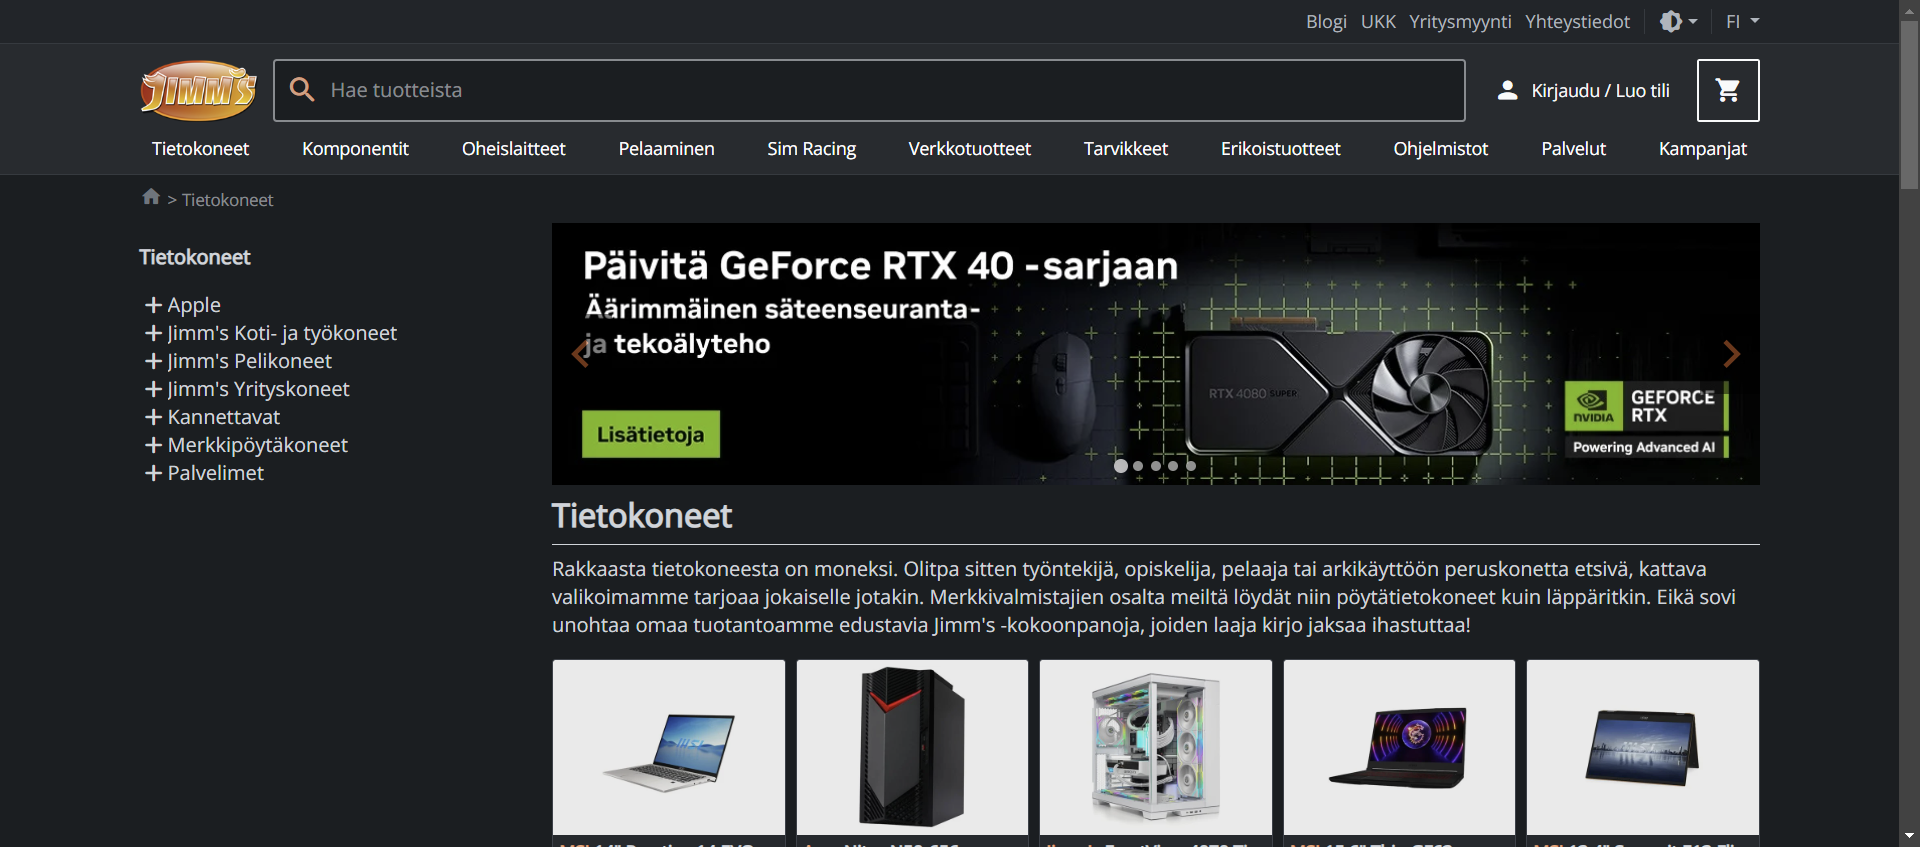 Blogi UKK Yritysmyynti Yhteystiedot FI
JIMM'S Hae tuotteista Kirjaudu / Luo tili
Tietokoneet Komponentit Oheislaitteet Pelaaminen Sim Racing Verkkotuotteet Tarvikkeet Erikoistuotteet Ohjelmistot Palvelut Kampanjat
> Tietokoneet
Tietokoneet
Apple
Jimm's Koti- ja työkoneet
Jimm's Pelikoneet
Jimm's Yrityskoneet
Kannettavat
Merkkipöytäkoneet
Palvelimet
Päivitä GeForce RTX 40 -sarjaan
Äärimmäinen säteenseuranta-
ja tekoälyteho
Lisätietoja
RTX 4080 SUPER
NVIDIA
GEFORCE
RTX
Powering Advanced AI
Tietokoneet
Rakkaasta tietokoneesta on moneksi. Olitpa sitten työntekijä, opiskelija, pelaaja tai arkikäyttöön peruskonetta etsivä, kattava
valikoimamme tarjoaa jokaiselle jotakin. Merkkivalmistajien osalta meiltä löydät niin pöytätietokoneet kuin läppäritkin. Eikä sovi
unohtaa omaa tuotantoamme edustavia Jimm's -kokoonpanoja, joiden laaja kirjo jaksaa ihastuttaa!